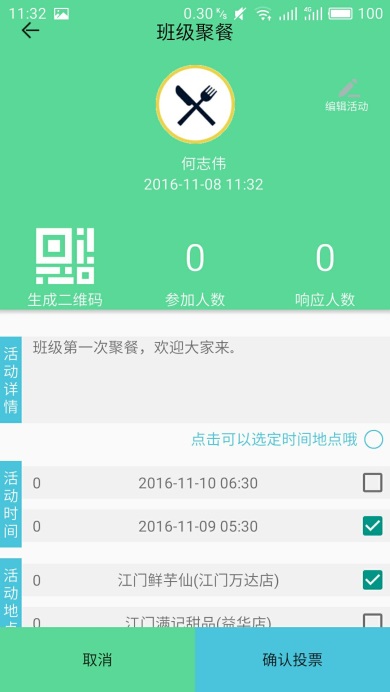 11:32 0.30 K/s 4G 100
班级聚餐
编辑活动
何志伟
2016-11-08 11:32
0 0
生成二维码 参加人数 响应人数
活动详情
班级第一次聚餐，欢迎大家来。
点击可以选定时间地点哦
活动时间
0 2016-11-10 06:30
0 2016-11-09 05:30
活动地点
0 江门鲜芋仙(江门万达店)
0 江门满记甜品(益华店)
取消 确认投票